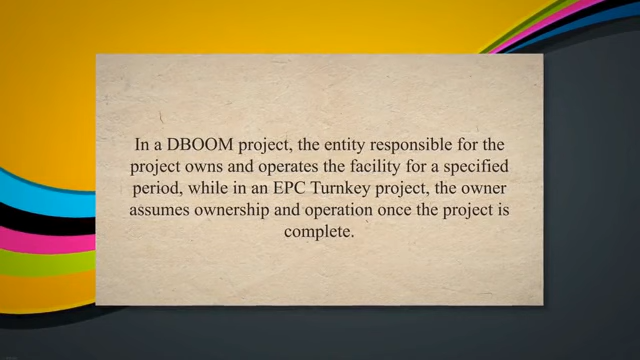 In a DBOOM project, the entity responsible for the
project owns and operates the facility for a specified
period, while in an EPC Turnkey project, the owner
assumes ownership and operation once the project is
complete.